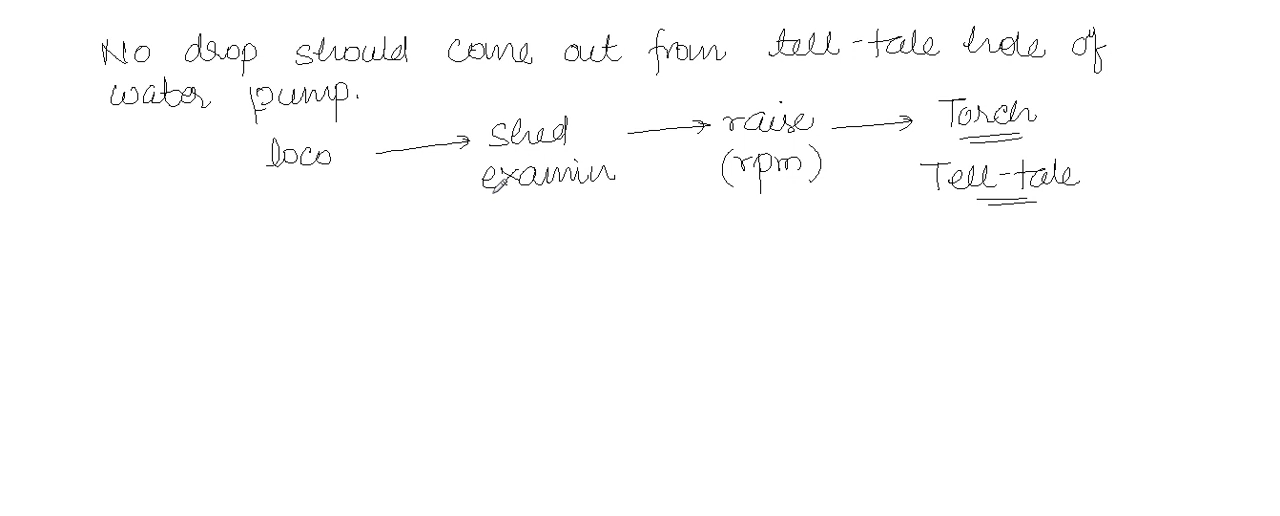 No drop should come out from tell-tale hole of
water pump.
loco → shed → raise → Torch
examin (rpm) Tell-tale